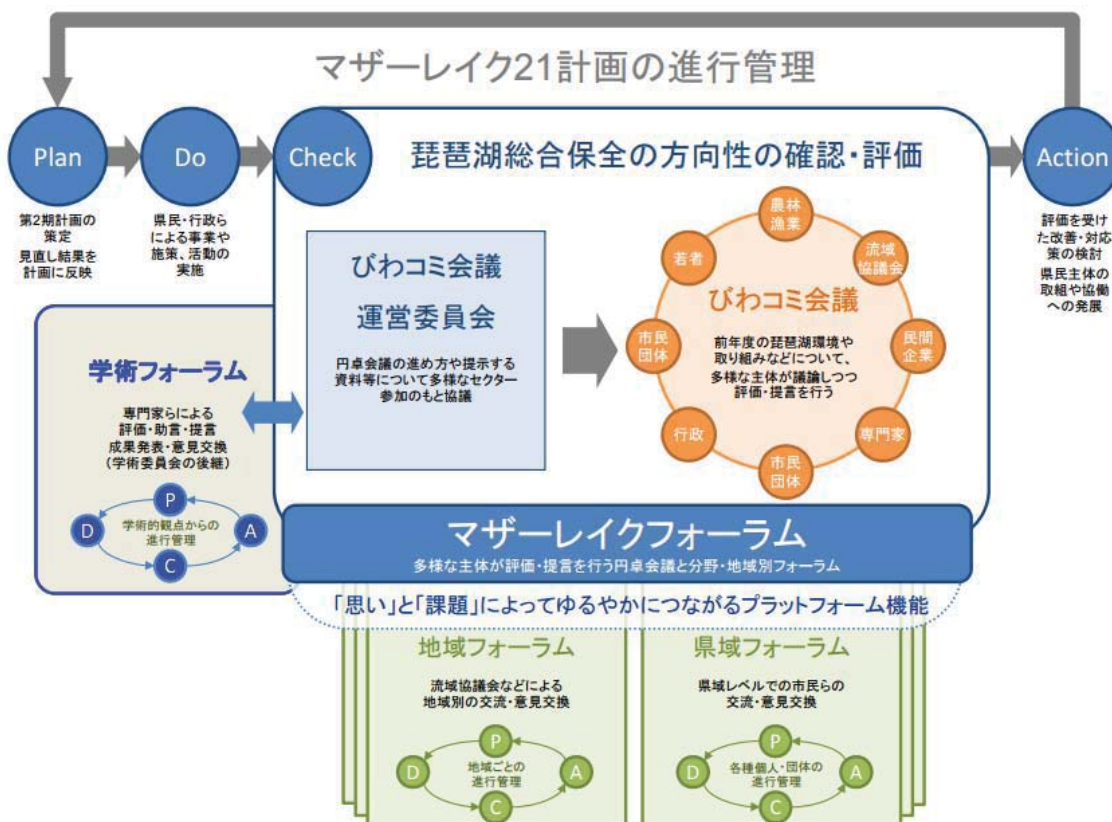 マザーレイク21計画の進行管理
Plan
Do
Check
Action
第2期計画の
策定
見直し結果を
計画に反映
県民・行政ら
による事業や
施策、活動の
実施
琵琶湖総合保全の方向性の確認・評価
評価を受け
た改善・対応
策の検討
県民主体の
取組や協働
への発展
びわコミ会議
運営委員会
円卓会議の進め方や提示する
資料等について多様なセクター
参加のもと協議
農林
漁業
流域
協議会
民間
企業
専門家
市民
団体
行政
市民
団体
若者
びわコミ会議
前年度の琵琶湖環境や
取り組みなどについて、
多様な主体が議論しつつ
評価・提言を行う
学術フォーラム
専門家らによる
評価・助言・提言
成果発表・意見交換
(学術委員会の後継)
P
D
学術的観点からの
進行管理
A
C
マザーレイクフォーラム
多様な主体が評価・提言を行う円卓会議と分野・地域別フォーラム
「思い」と「課題」によってゆるやかにつながるプラットフォーム機能
地域フォーラム
流域協議会などによる
地域別の交流・意見交換
P
D
地域ごとの
進行管理
A
C
県域フォーラム
県域レベルでの市民らの
交流・意見交換
P
D
各種個人・団体の
進行管理
A
C